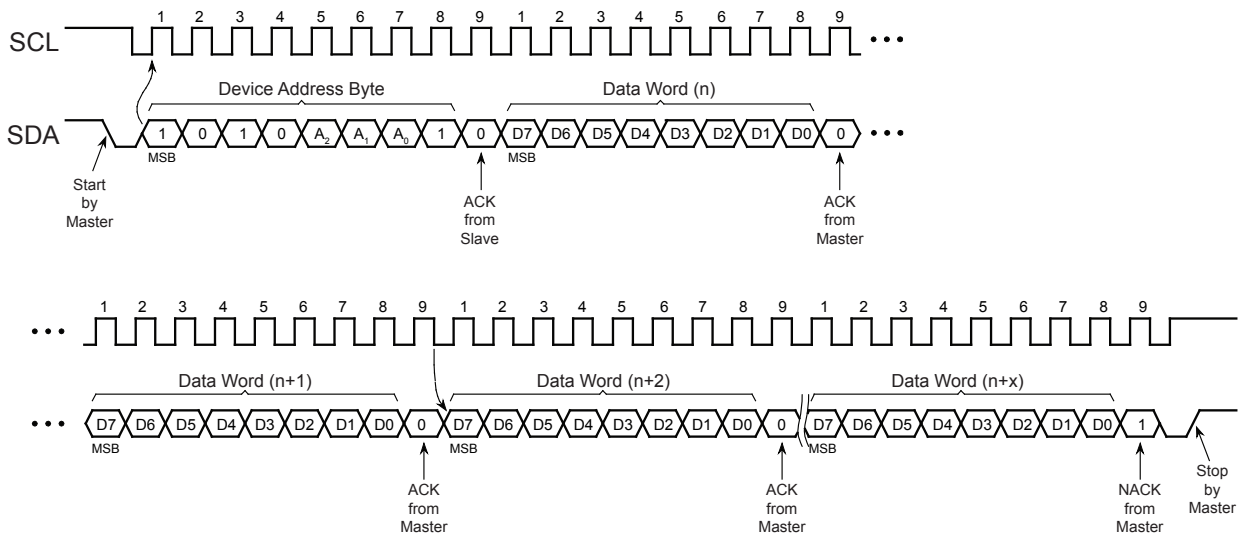 1 2 3 4 5 6 7 8 9 1 2 3 4 5 6 7 8 9
SCL
Device Address Byte Data Word (n)
SDA 1 0 1 0 A2 A1 A0 1 0 D7 D6 D5 D4 D3 D2 D1 D0 0
MSB MSB
Start
by
Master
ACK
from
Slave
ACK
from
Master
1 2 3 4 5 6 7 8 9 1 2 3 4 5 6 7 8 9 1 2 3 4 5 6 7 8 9
Data Word (n+1) Data Word (n+2) Data Word (n+x)
D7 D6 D5 D4 D3 D2 D1 D0 0 D7 D6 D5 D4 D3 D2 D1 D0 0 D7 D6 D5 D4 D3 D2 D1 D0 1
MSB MSB MSB
ACK
from
Master
ACK
from
Master
NACK
from
Master
Stop
by
Master